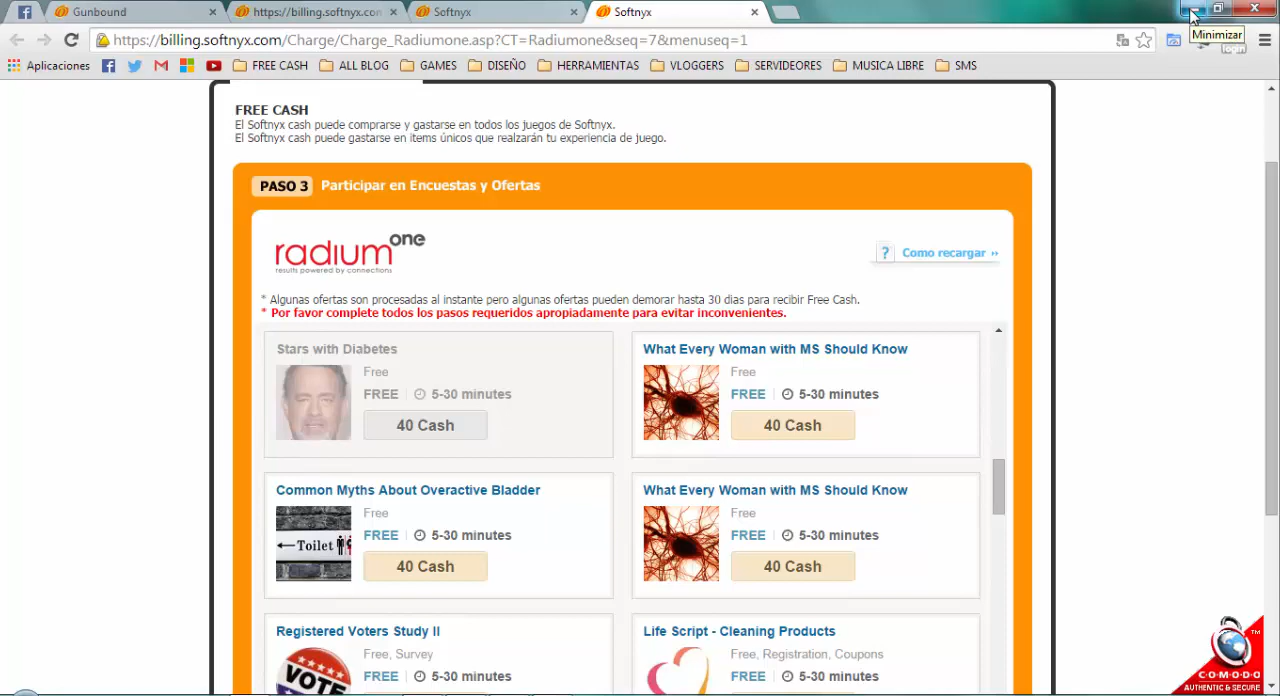 Gunbound
https://billing.softnyx.con
Softnyx
Softnyx
Minimizar
https://billing.softnyx.com/Charge/Charge_Radiumone.asp?CT=Radiumone&seq=7&menuseq=1
login
Aplicaciones
FREE CASH
ALL BLOG
GAMES
DISEÑO
HERRAMIENTAS
VLOGGERS
SERVIDEORES
MUSICA LIBRE
SMS
FREE CASH
El Softnyx cash puede comprarse y gastarse en todos los juegos de Softnyx.
El Softnyx cash puede gastarse en items únicos que realzarán tu experiencia de juego.
PASO 3 Participar en Encuestas y Ofertas
radiumone
results powered by connections
? Como recargar »
* Algunas ofertas son procesadas al instante pero algunas ofertas pueden demorar hasta 30 dias para recibir Free Cash.
* Por favor complete todos los pasos requeridos apropiadamente para evitar inconvenientes.
Stars with Diabetes
Free
FREE 5-30 minutes
40 Cash
What Every Woman with MS Should Know
Free
FREE 5-30 minutes
40 Cash
Common Myths About Overactive Bladder
Free
FREE 5-30 minutes
←Toilet
40 Cash
What Every Woman with MS Should Know
Free
FREE 5-30 minutes
40 Cash
Registered Voters Study II
Free, Survey
FREE 5-30 minutes
VOTE
Life Script - Cleaning Products
Free, Registration, Coupons
FREE 5-30 minutes
TM
COMODO
AUTHENTIC & SECURE